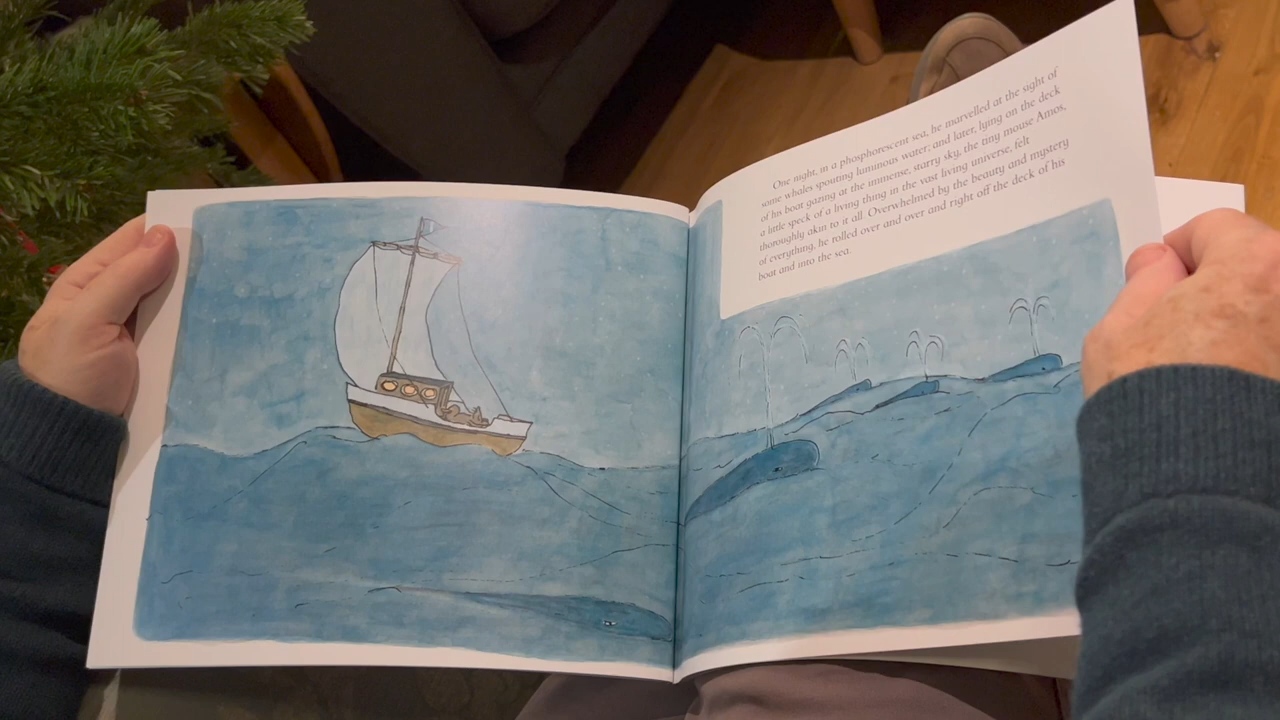 One night, in a phosphorescent sea, he marvelled at the sight of
some whales spouting luminous water; and later, lying on the deck
of his boat gazing at the immense, starry sky, the tiny mouse Amos,
a little speck of a living thing in the vast living universe, felt
thoroughly akin to it all. Overwhelmed by the beauty and mystery
of everything, he rolled over and over and right off the deck of his
boat and into the sea.